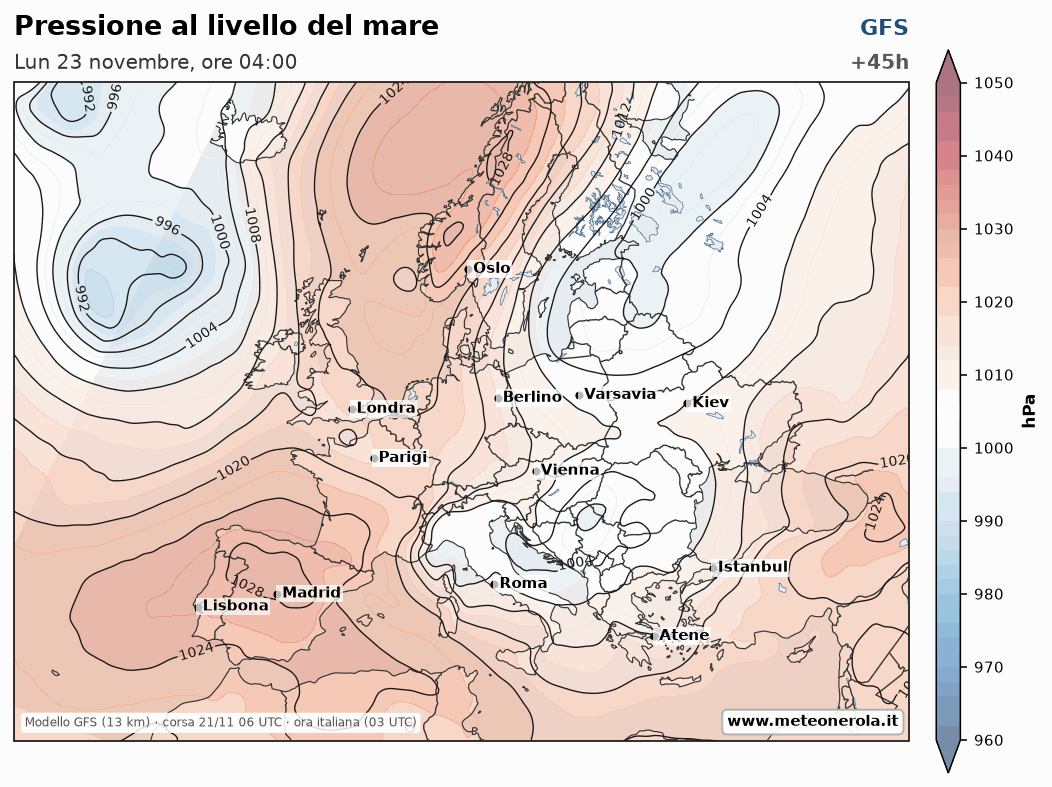 Pressione al livello del mare
GFS
Lun 23 novembre, ore 04:00
+45h
992
996
1012
1028
1050
1040
1030
1020
1010
1000
990
980
970
960
hPa
996
1000
1008
1000
1004
992
1004
Oslo
Londra
Berlino
Varsavia
Kiev
Parigi
Vienna
1020
1024
1028
Madrid
Lisbona
Roma
Istanbul
Atene
1024
Modello GFS (13 km) · corsa 21/11 06 UTC · ora italiana (03 UTC)
www.meteonerola.it